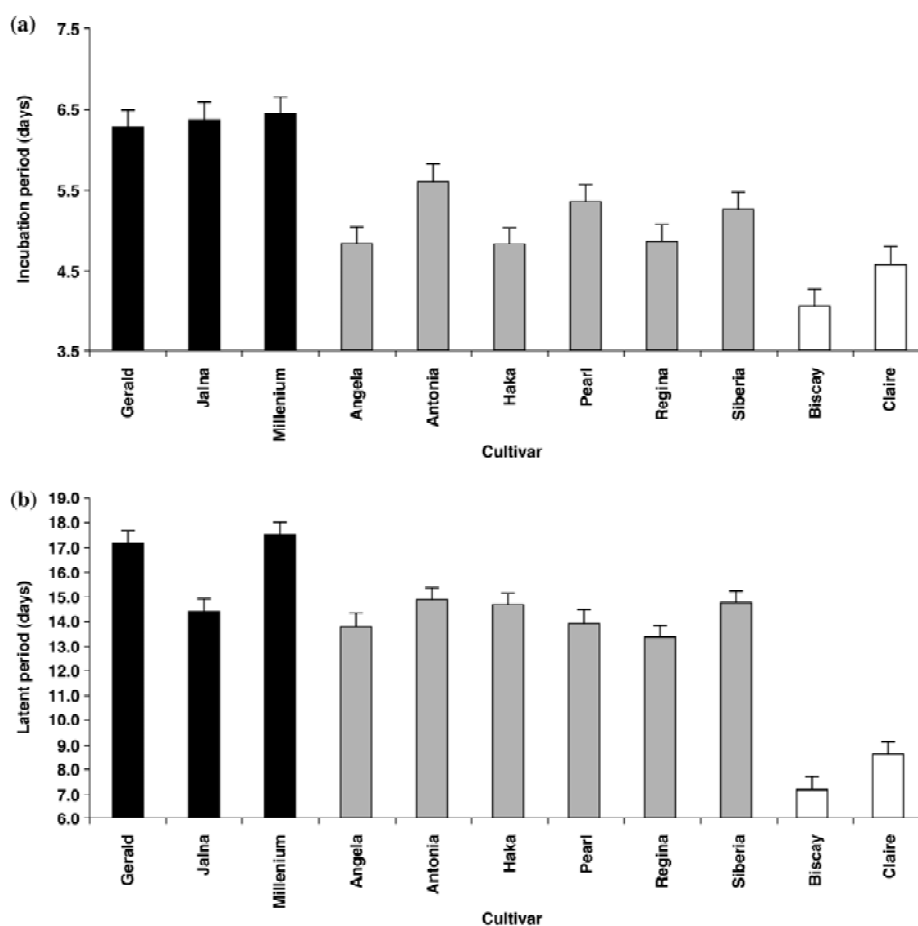 (a)
Incubation period (days)
7.5
6.5
5.5
4.5
3.5
Gerald
Jalna
Millenium
Angela
Antonia
Haka
Pearl
Regina
Siberia
Biscay
Claire
Cultivar
(b)
Latent period (days)
19.0
18.0
17.0
16.0
15.0
14.0
13.0
12.0
11.0
10.0
9.0
8.0
7.0
6.0
Gerald
Jalna
Millenium
Angela
Antonia
Haka
Pearl
Regina
Siberia
Biscay
Claire
Cultivar